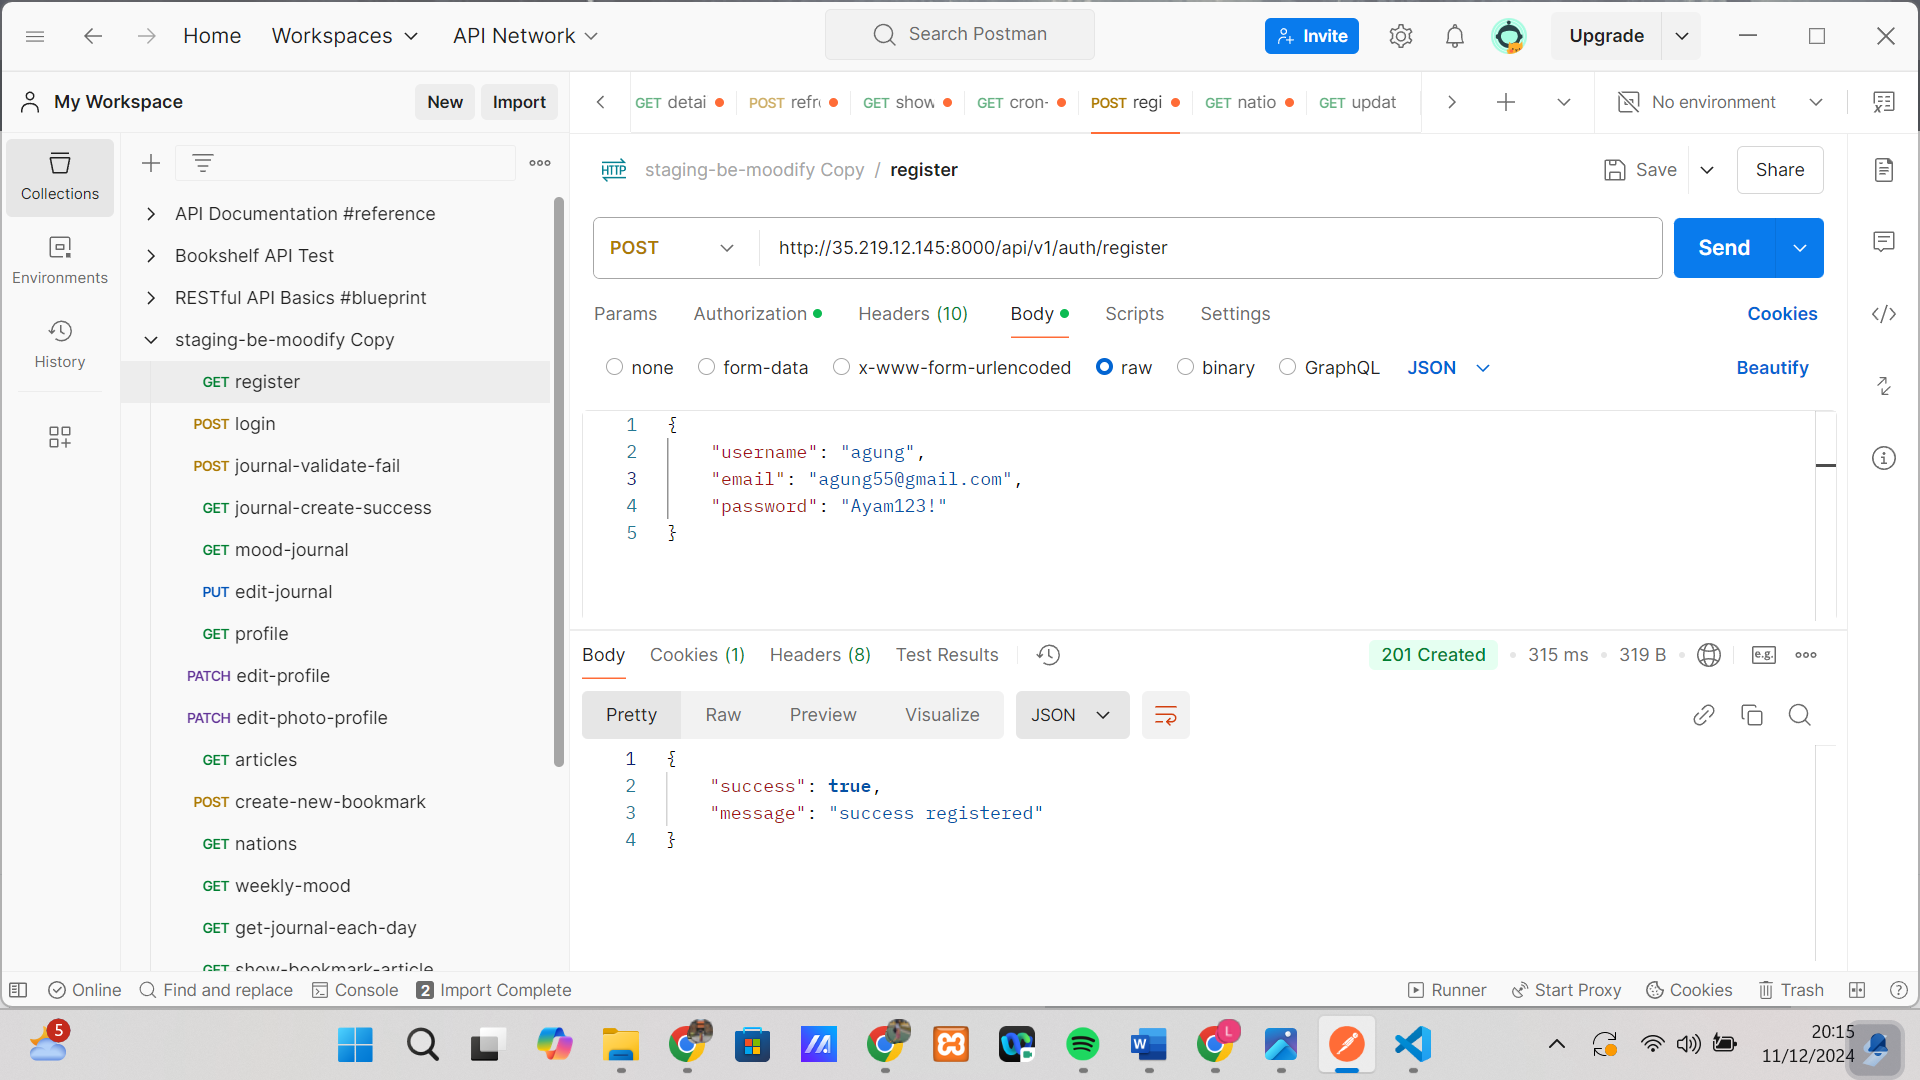 Home Workspaces API Network Search Postman Invite Upgrade
My Workspace New Import GET detai POST refr GET show GET cron- POST regi GET natio GET updat No environment
Collections
Environments
History
API Documentation #reference
Bookshelf API Test
RESTful API Basics #blueprint
staging-be-moodify Copy
GET register
POST login
POST journal-validate-fail
GET journal-create-success
GET mood-journal
PUT edit-journal
GET profile
PATCH edit-profile
PATCH edit-photo-profile
GET articles
POST create-new-bookmark
GET nations
GET weekly-mood
GET get-journal-each-day
GET show-bookmark-article
HTTP staging-be-moodify Copy / register Save Share
POST http://35.219.12.145:8000/api/v1/auth/register Send
Params Authorization Headers (10) Body Scripts Settings Cookies
none form-data x-www-form-urlencoded raw binary GraphQL JSON Beautify
1 {
2 "username": "agung",
3 "email": "agung55@gmail.com",
4 "password": "Ayam123!"
5 }
Body Cookies (1) Headers (8) Test Results 201 Created 315 ms 319 B e.g.
Pretty Raw Preview Visualize JSON
1 {
2 "success": true,
3 "message": "success registered"
4 }
Online Find and replace Console 2 Import Complete Runner Start Proxy Cookies Trash
5
W
L
20:15
11/12/2024